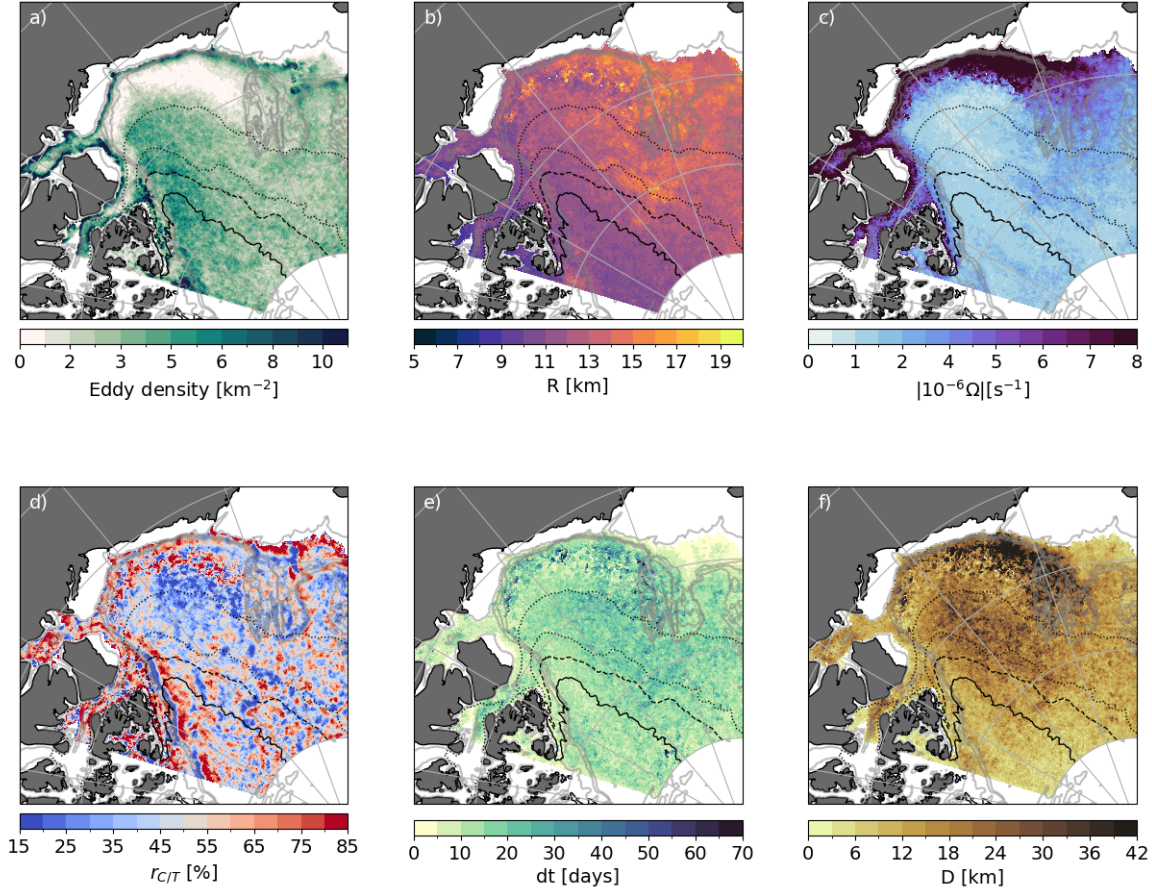 a)
b)
c)
0 2 3 5 6 8 10
Eddy density [km⁻²]
5 7 9 11 13 15 17 19
R [km]
0 1 2 4 5 6 7 8
|10⁻⁶Ω|[s⁻¹]
d)
e)
f)
15 25 35 45 55 65 75 85
r_{C/T} [%]
0 10 20 30 40 50 60 70
dt [days]
0 6 12 18 24 30 36 42
D [km]